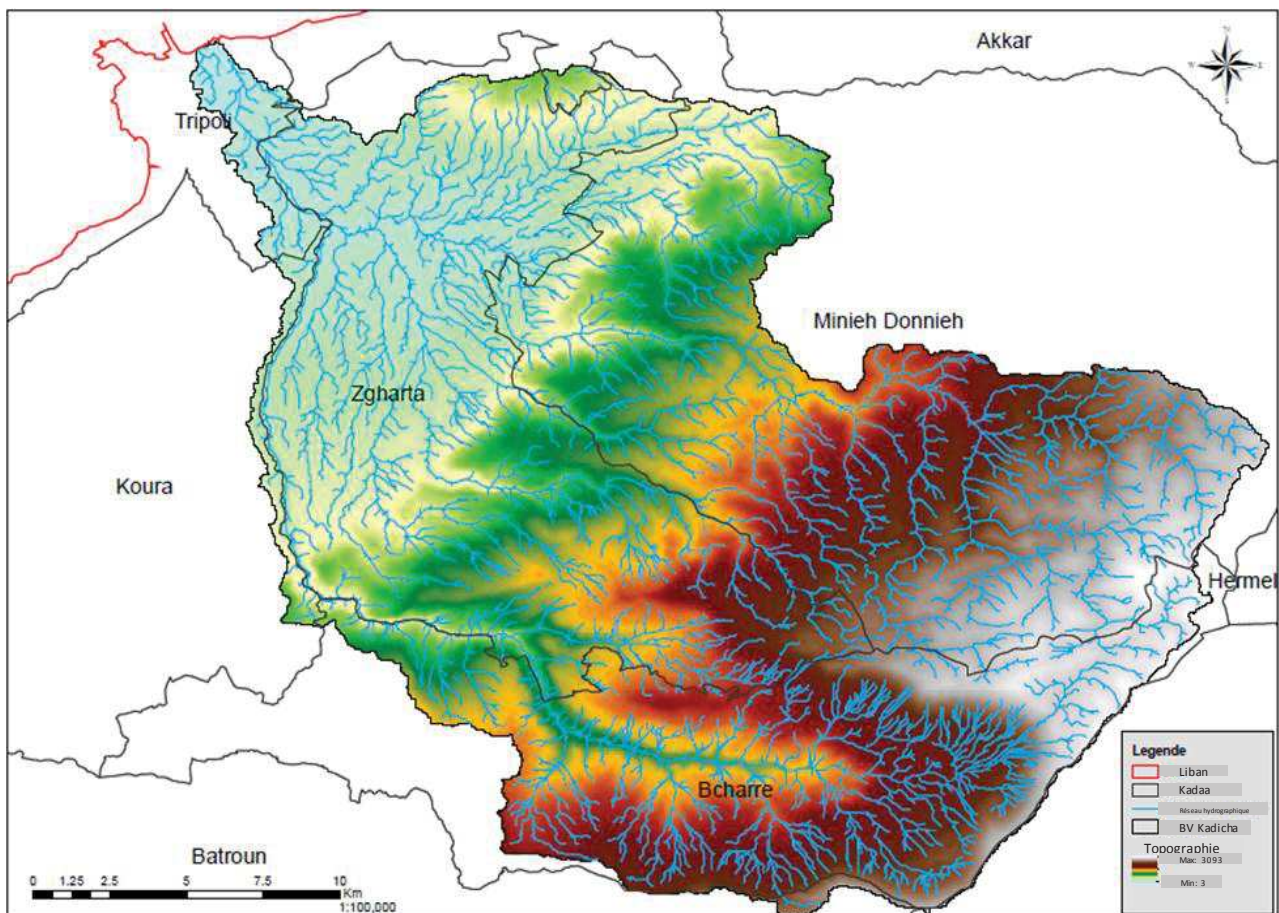 Akkar
N
W
E
S
Tripoli
Minieh Donnieh
Zgharta
Koura
Hermel
Bcharre
Batroun
0 1.25 2.5 5 7.5 10
Km
1:100,000
Legende
Liban
Kadaa
Réseau hydrographique
BV Kadicha
Topographie
Max: 3093
Min: 3